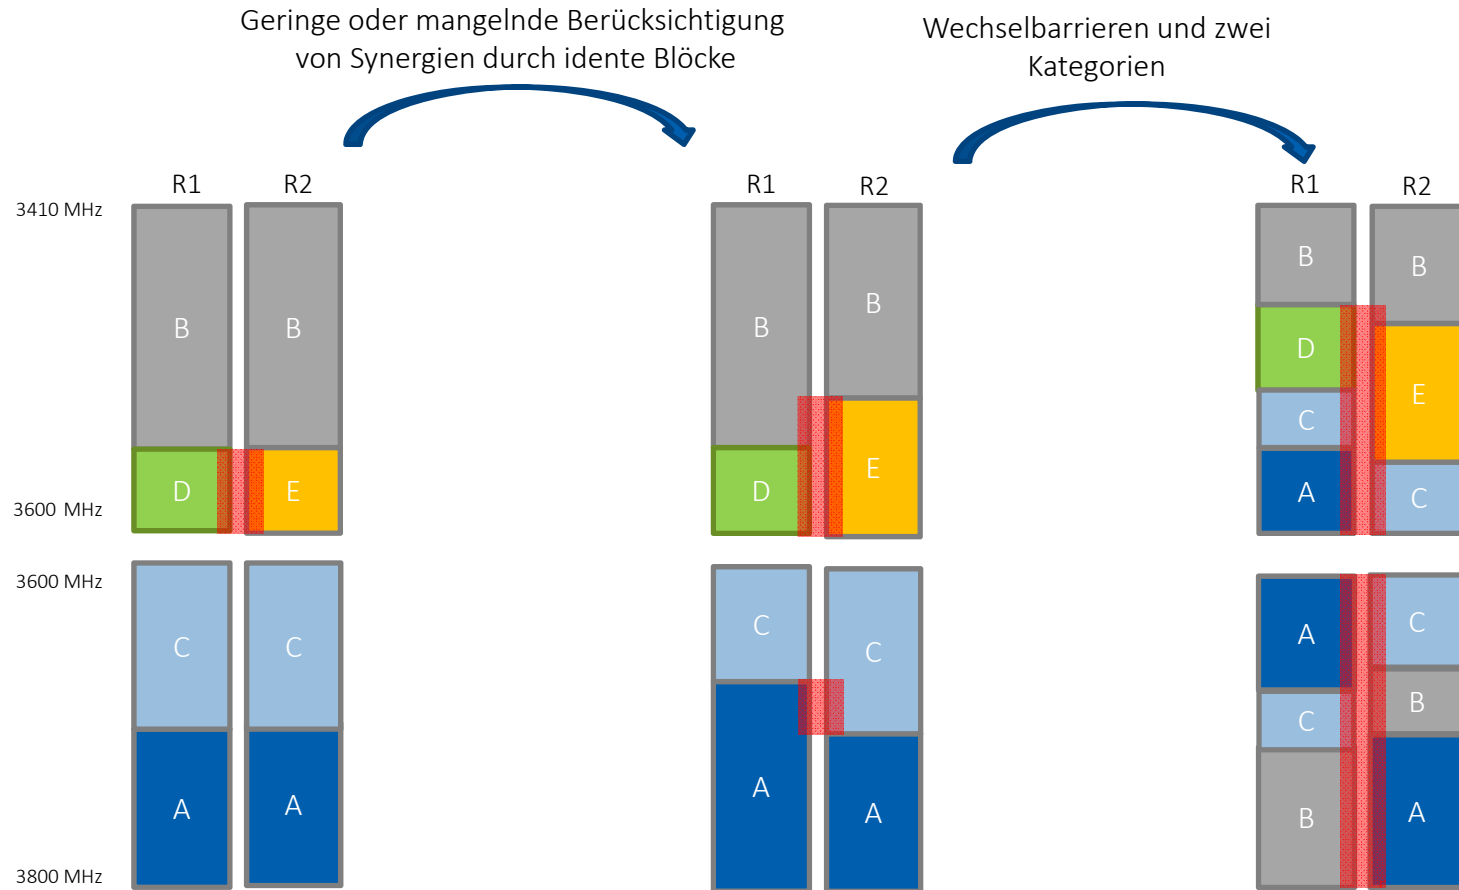 Geringe oder mangelnde Berücksichtigung
von Synergien durch idente Blöcke
Wechselbarrieren und zwei
Kategorien
R1 R2
R1 R2
R1 R2
3410 MHz
B B
D E
3600 MHz
3600 MHz
C C
A A
3800 MHz
B B
D E
C C
A A
B B
D E
C
A C
A C
C B
B A